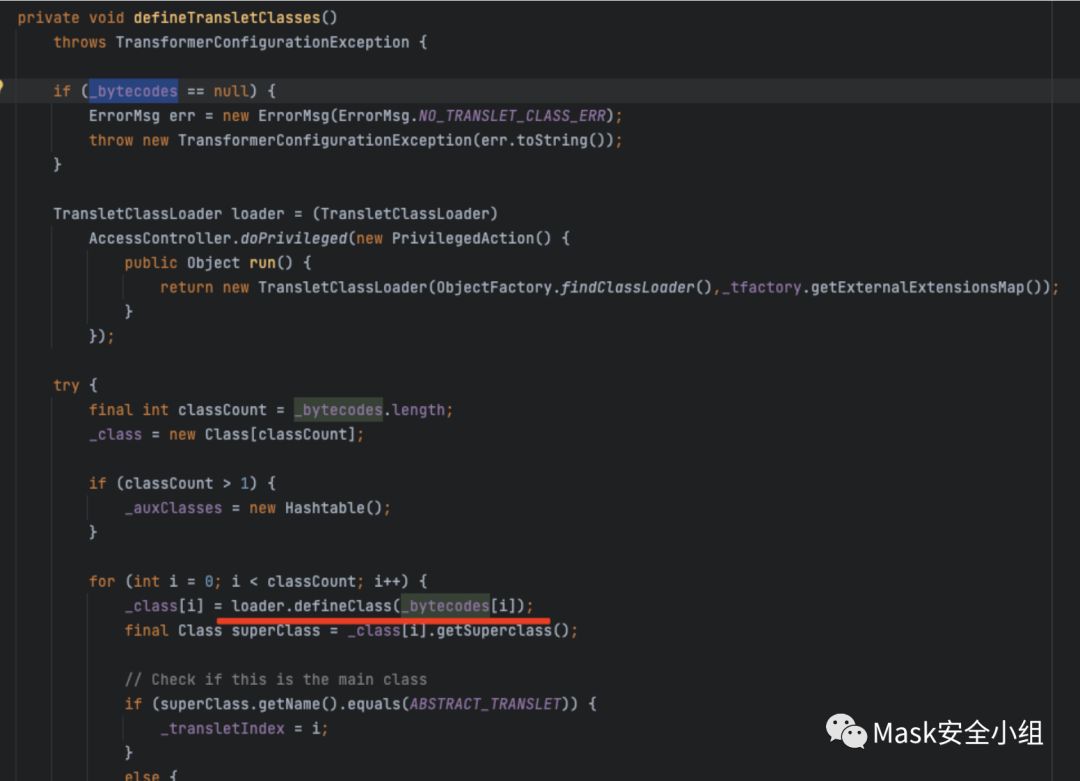 private void defineTransletClasses()
    throws TransformerConfigurationException {

    if (_bytecodes == null) {
        ErrorMsg err = new ErrorMsg(ErrorMsg.NO_TRANSLET_CLASS_ERR);
        throw new TransformerConfigurationException(err.toString());
    }

    TransletClassLoader loader = (TransletClassLoader)
        AccessController.doPrivileged(new PrivilegedAction() {
            public Object run() {
                return new TransletClassLoader(ObjectFactory.findClassLoader(),_tfactory.getExternalExtensionsMap());
            }
        });

    try {
        final int classCount = _bytecodes.length;
        _class = new Class[classCount];

        if (classCount > 1) {
            _auxClasses = new Hashtable();
        }

        for (int i = 0; i < classCount; i++) {
            _class[i] = loader.defineClass(_bytecodes[i]);
            final Class superClass = _class[i].getSuperclass();

            // Check if this is the main class
            if (superClass.getName().equals(ABSTRACT_TRANSLET)) {
                _transletIndex = i;
            }
            else {
Mask安全小组